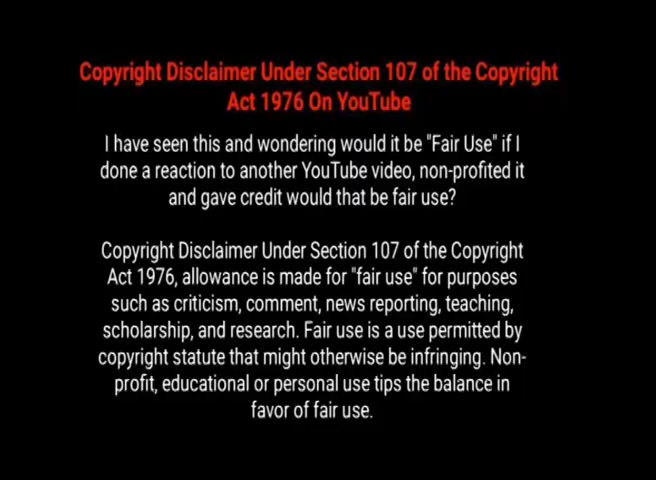 Copyright Disclaimer Under Section 107 of the Copyright
Act 1976 On YouTube
I have seen this and wondering would it be "Fair Use" if I
done a reaction to another YouTube video, non-profited it
and gave credit would that be fair use?
Copyright Disclaimer Under Section 107 of the Copyright
Act 1976, allowance is made for "fair use" for purposes
such as criticism, comment, news reporting, teaching,
scholarship, and research. Fair use is a use permitted by
copyright statute that might otherwise be infringing. Non-
profit, educational or personal use tips the balance in
favor of fair use.